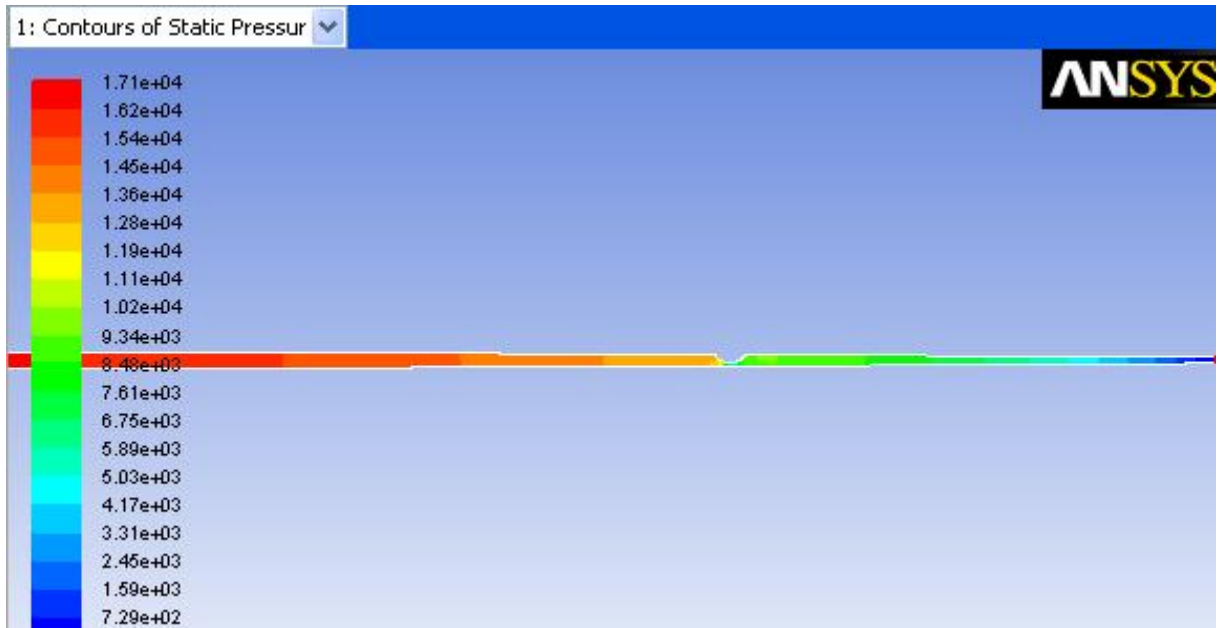 1: Contours of Static Pressur
ANSYS
1.71e+04
1.62e+04
1.54e+04
1.45e+04
1.36e+04
1.28e+04
1.19e+04
1.11e+04
1.02e+04
9.34e+03
8.48e+03
7.61e+03
6.75e+03
5.89e+03
5.03e+03
4.17e+03
3.31e+03
2.45e+03
1.59e+03
7.29e+02